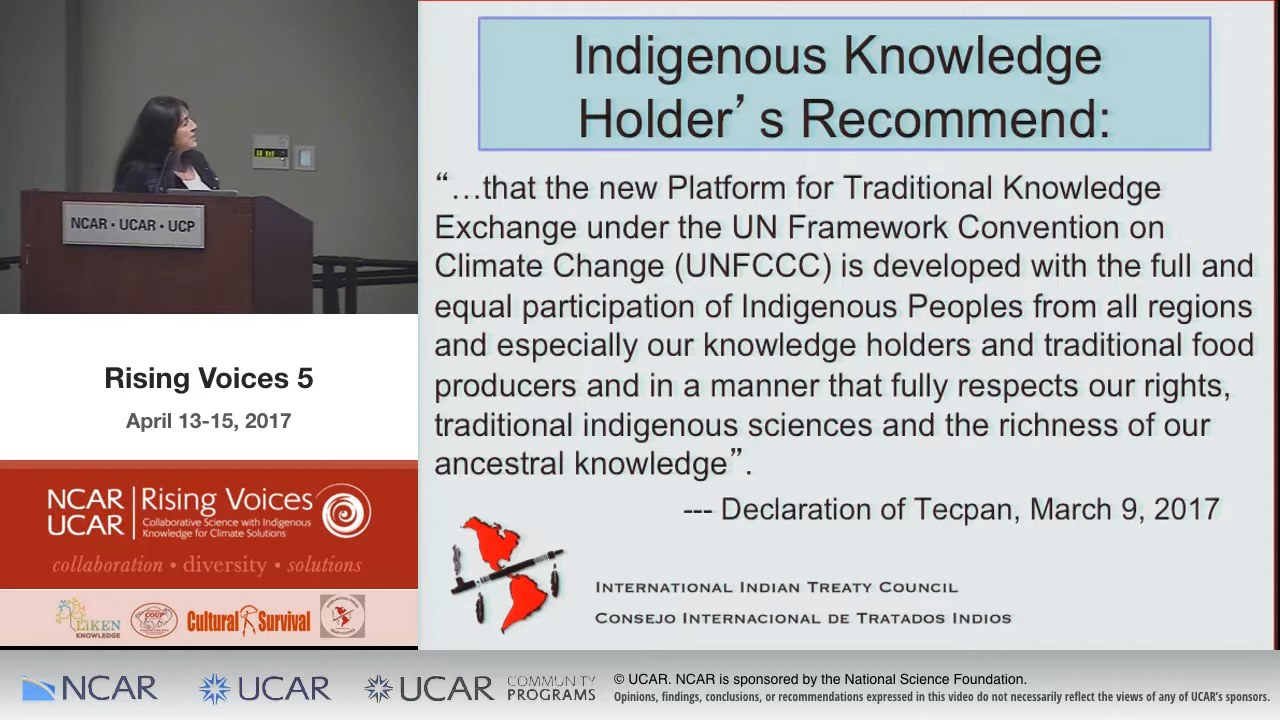 NCAR • UCAR • UCP
Rising Voices 5
April 13-15, 2017
NCAR
UCAR
Rising Voices
Collaborative Science with Indigenous
Knowledge for Climate Solutions
collaboration • diversity • solutions
LiKEN
KNOWLEDGE
COUP
Cultural Survival
Indigenous Knowledge
Holder’s Recommend:
“…that the new Platform for Traditional Knowledge
Exchange under the UN Framework Convention on
Climate Change (UNFCCC) is developed with the full and
equal participation of Indigenous Peoples from all regions
and especially our knowledge holders and traditional food
producers and in a manner that fully respects our rights,
traditional indigenous sciences and the richness of our
ancestral knowledge”.
--- Declaration of Tecpan, March 9, 2017
INTERNATIONAL INDIAN TREATY COUNCIL
CONSEJO INTERNACIONAL DE TRATADOS INDIOS
NCAR
UCAR
UCAR
COMMUNITY
PROGRAMS
© UCAR. NCAR is sponsored by the National Science Foundation.
Opinions, findings, conclusions, or recommendations expressed in this video do not necessarily reflect the views of any of UCAR's sponsors.